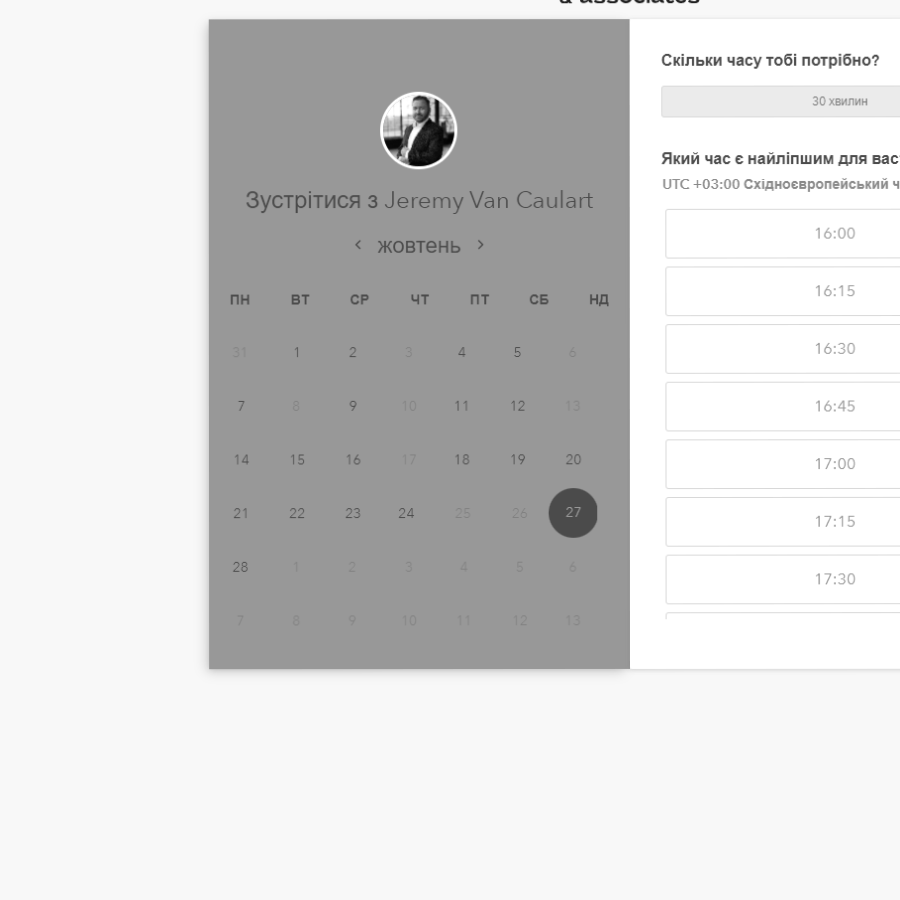 & associates
Зустрітися з Jeremy Van Caulart
‹ жовтень ›
ПН ВТ СР ЧТ ПТ СБ НД
31 1 2 3 4 5 6
7 8 9 10 11 12 13
14 15 16 17 18 19 20
21 22 23 24 25 26 27
28 1 2 3 4 5 6
7 8 9 10 11 12 13
Скільки часу тобі потрібно?
30 хвилин
Який час є найліпшим для вас
UTC +03:00 Східноєвропейський ч
16:00
16:15
16:30
16:45
17:00
17:15
17:30